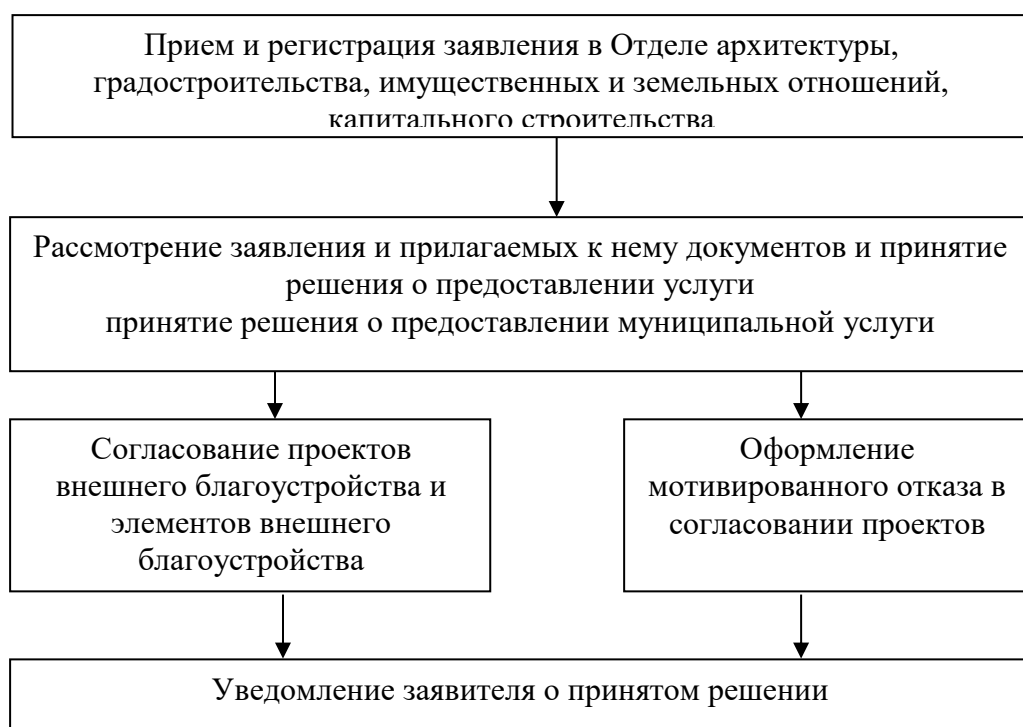 Прием и регистрация заявления в Отделе архитектуры,
градостроительства, имущественных и земельных отношений,
капитального строительства
Рассмотрение заявления и прилагаемых к нему документов и принятие
решения о предоставлении услуги
принятие решения о предоставлении муниципальной услуги
Согласование проектов
внешнего благоустройства и
элементов внешнего
благоустройства
Оформление
мотивированного отказа в
согласовании проектов
Уведомление заявителя о принятом решении